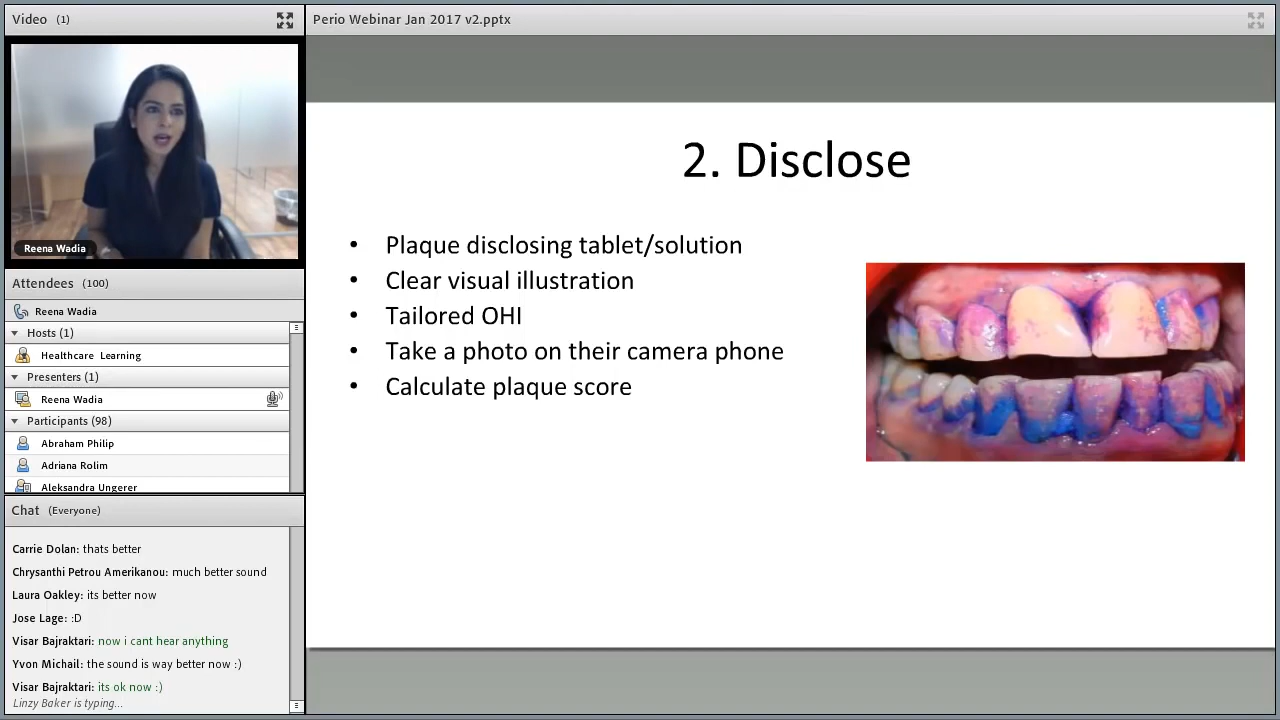 Video (1)
Reena Wadia
Attendees (100)
Reena Wadia
Hosts (1)
Healthcare Learning
Presenters (1)
Reena Wadia
Participants (98)
Abraham Philip
Adriana Rolim
Aleksandra Ungerer
Chat (Everyone)
Carrie Dolan: thats better
Chrysanthi Petrou Amerikanou: much better sound
Laura Oakley: its better now
Jose Lage: :D
Visar Bajraktari: now i cant hear anything
Yvon Michail: the sound is way better now :)
Visar Bajraktari: its ok now :)
Linzy Baker is typing...
Perio Webinar Jan 2017 v2.pptx
2. Disclose
• Plaque disclosing tablet/solution
• Clear visual illustration
• Tailored OHI
• Take a photo on their camera phone
• Calculate plaque score